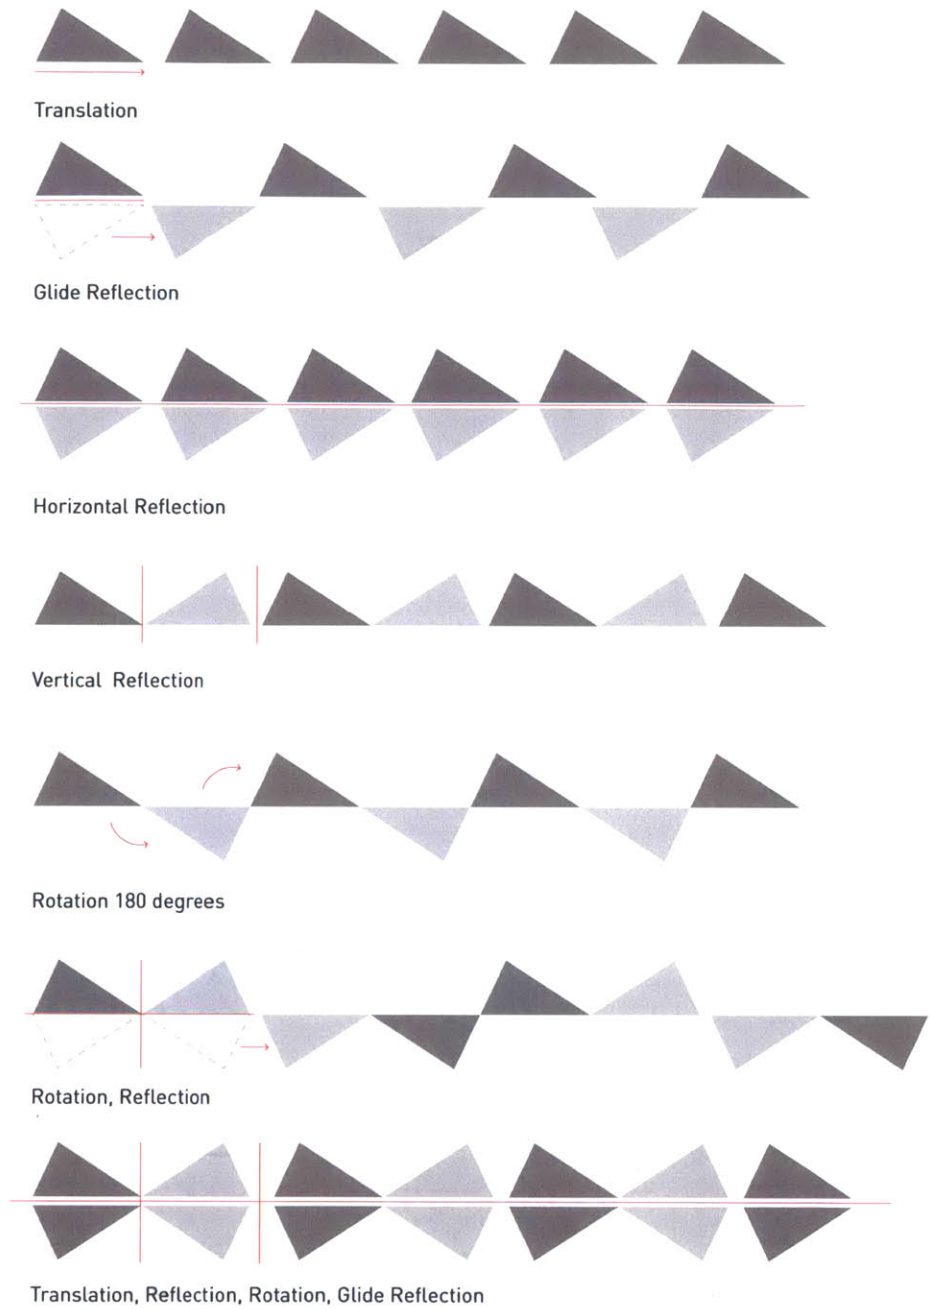 Translation
Glide Reflection
Horizontal Reflection
Vertical Reflection
Rotation 180 degrees
Rotation, Reflection
Translation, Reflection, Rotation, Glide Reflection